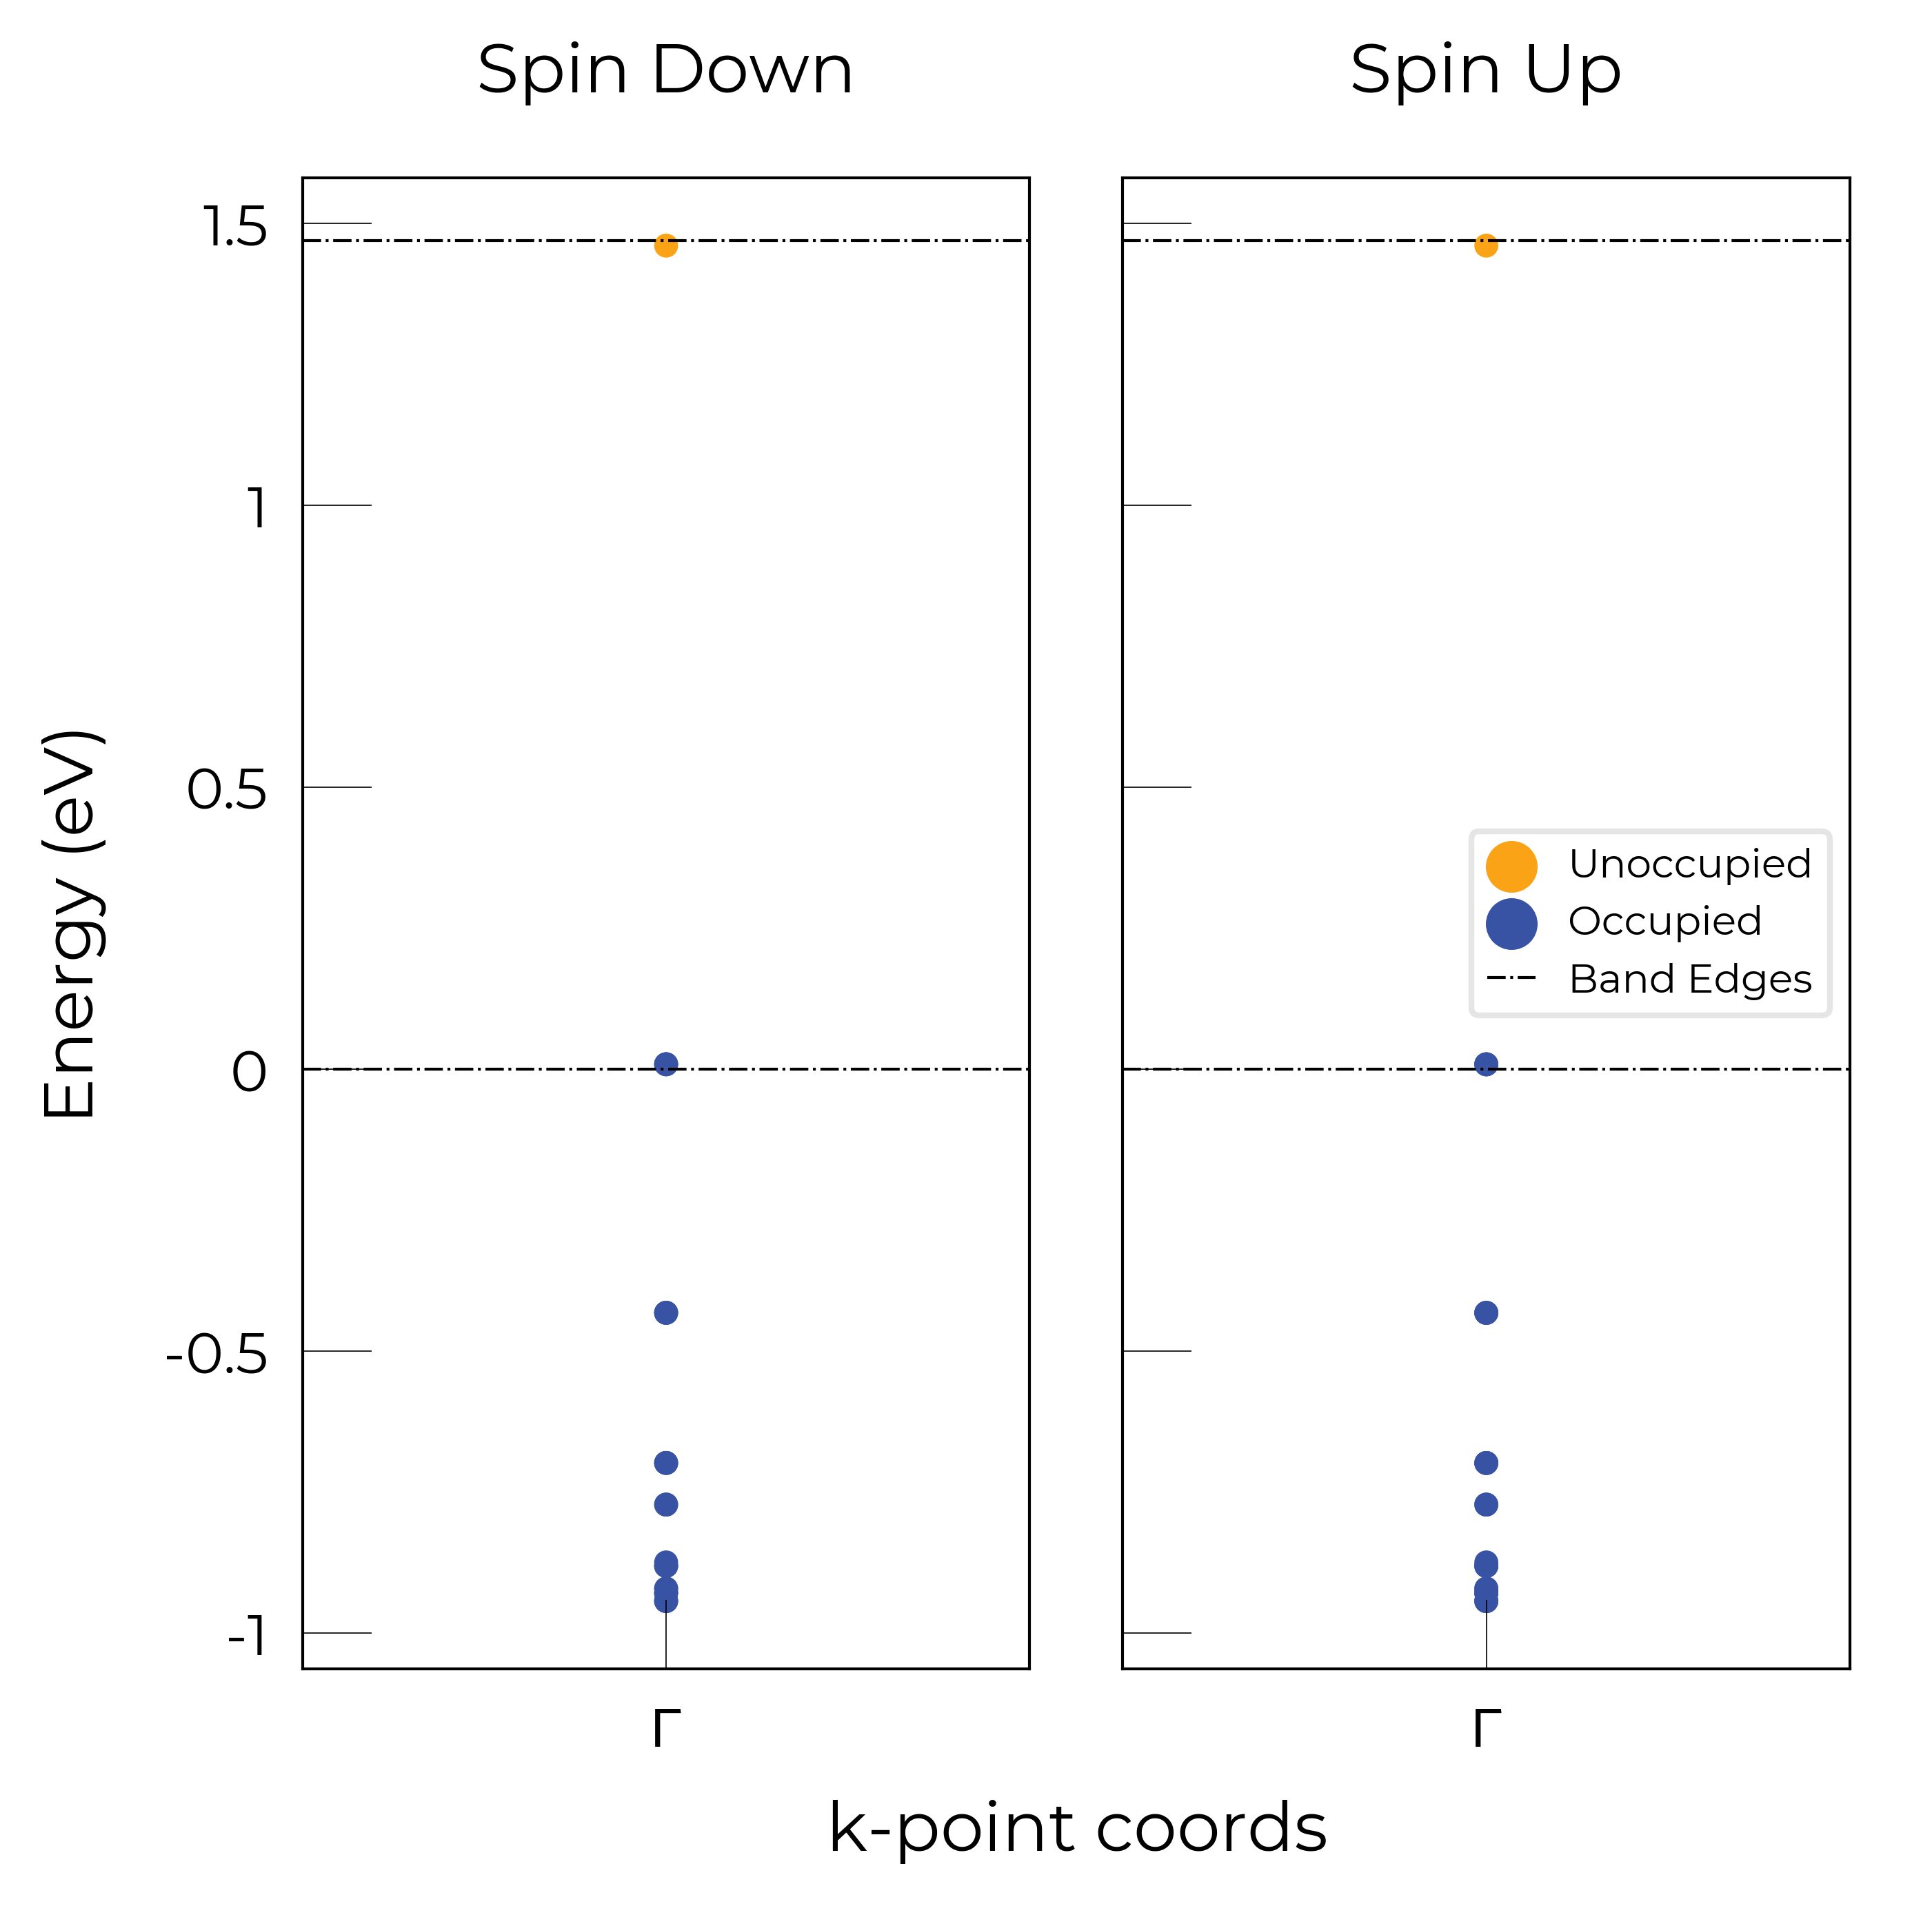 Spin Down
Spin Up
1.5
1
0.5
0
-0.5
-1
Energy (eV)
Unoccupied
Occupied
Band Edges
Γ
Γ
k-point coords